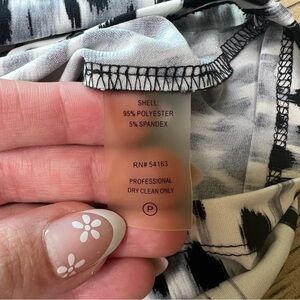 SHELL:
95% POLYESTER
5% SPANDEX
RN# 54163
PROFESSIONAL
DRY CLEAN ONLY
P